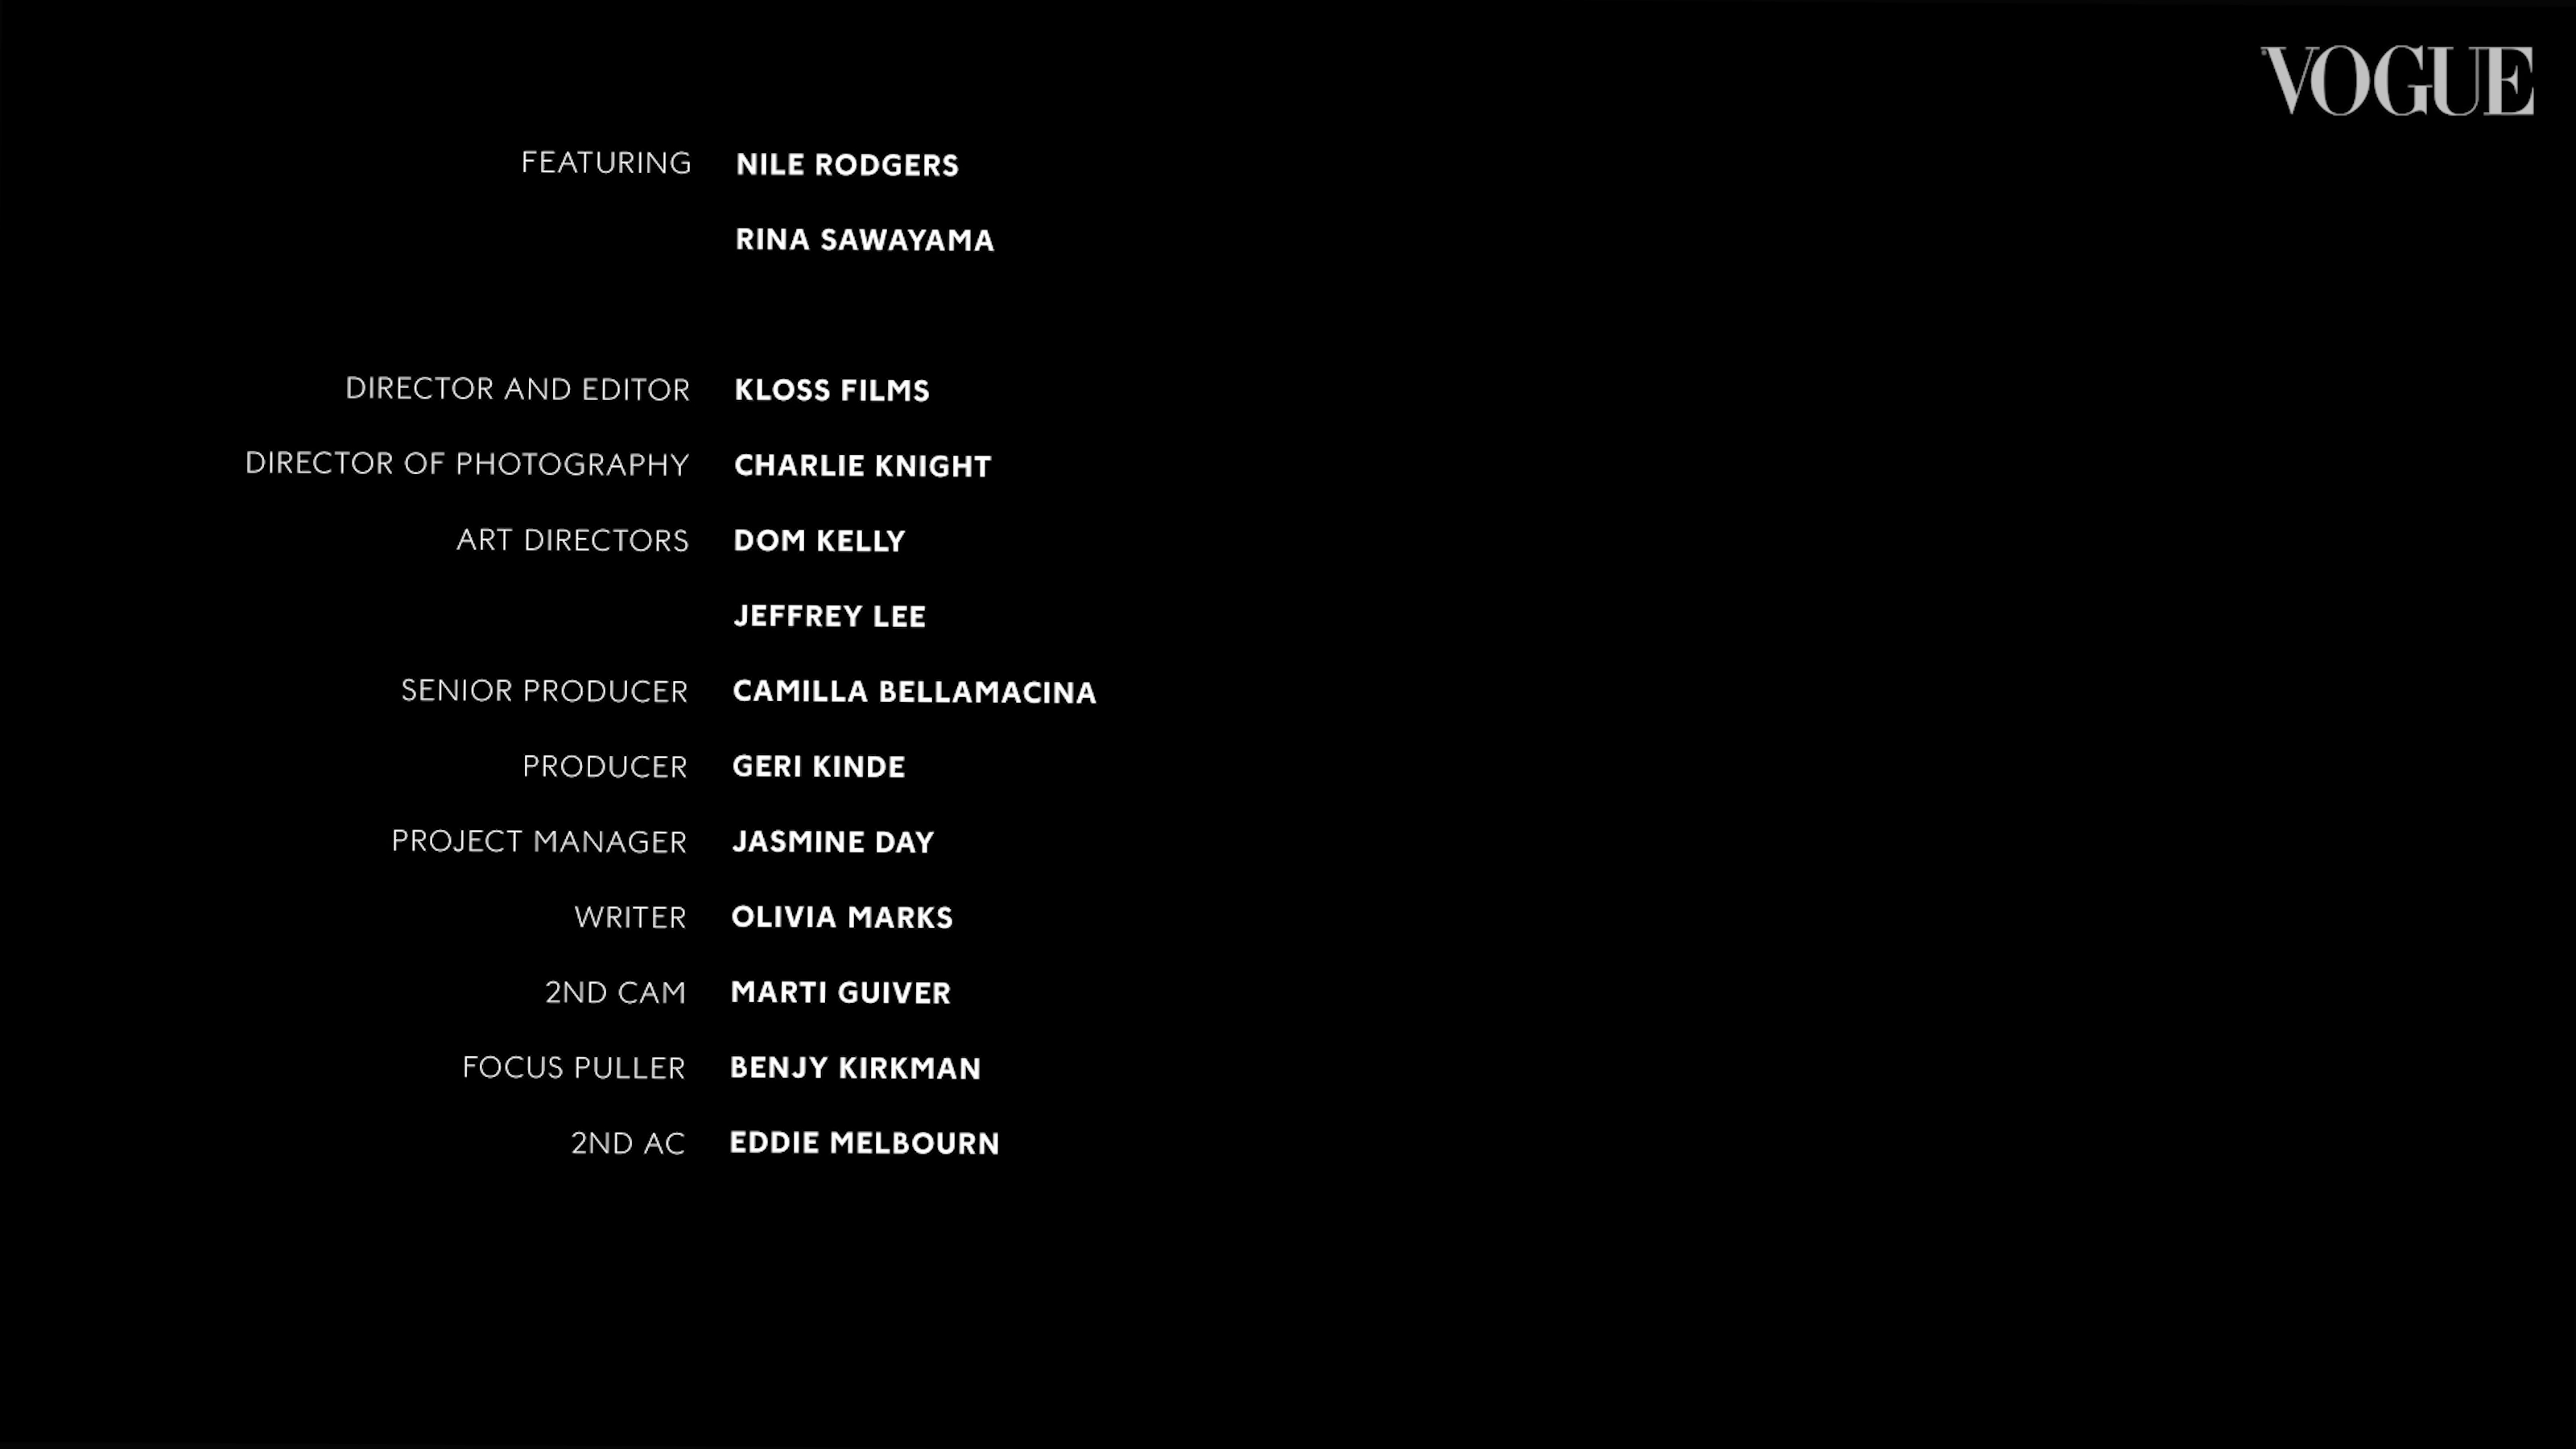 VOGUE
FEATURING NILE RODGERS
RINA SAWAYAMA
DIRECTOR AND EDITOR KLOSS FILMS
DIRECTOR OF PHOTOGRAPHY CHARLIE KNIGHT
ART DIRECTORS DOM KELLY
JEFFREY LEE
SENIOR PRODUCER CAMILLA BELLAMACINA
PRODUCER GERI KINDE
PROJECT MANAGER JASMINE DAY
WRITER OLIVIA MARKS
2ND CAM MARTI GUIVER
FOCUS PULLER BENJY KIRKMAN
2ND AC EDDIE MELBOURN